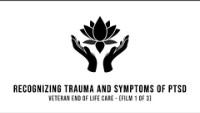 RECOGNIZING TRAUMA AND SYMPTOMS OF PTSD
VETERAN END OF LIFE CARE - (FILM 1 OF 3)